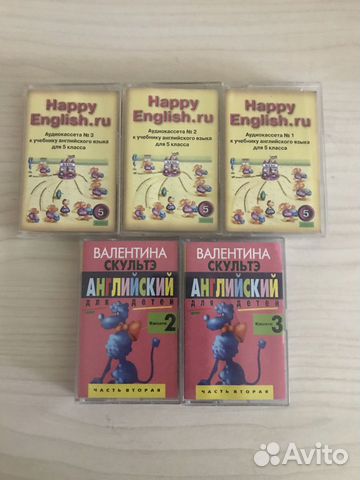 Happy
English.ru
Аудиокассета № 3
к учебнику английского языка
для 5 класса
5
Happy
English.ru
Аудиокассета № 2
к учебнику английского языка
для 5 класса
5
Happy
English.ru
Аудиокассета № 1
к учебнику английского языка
для 5 класса
5
ВАЛЕНТИНА
СКУЛЬТЭ
АНГЛИЙСКИЙ
для детей
Кассета 2
ЧАСТЬ ВТОРАЯ
ВАЛЕНТИНА
СКУЛЬТЭ
АНГЛИЙСКИЙ
для детей
Кассета 3
ЧАСТЬ ВТОРАЯ
Avito